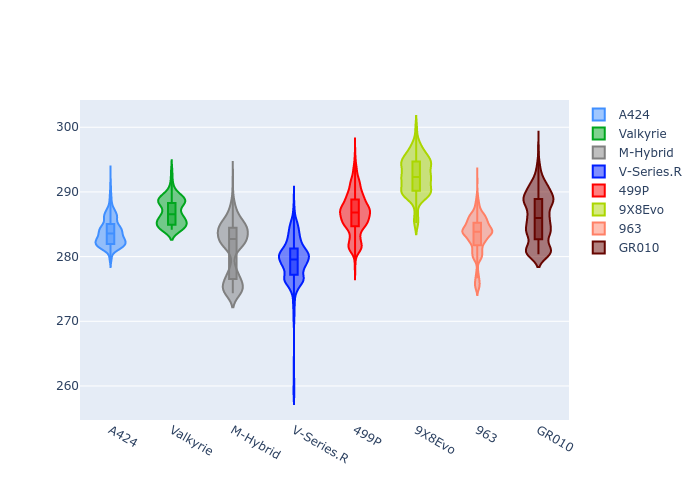 300
290
280
270
260
A424
Valkyrie
M-Hybrid
V-Series.R
499P
9X8Evo
963
GR010
A424
Valkyrie
M-Hybrid
V-Series.R
499P
9X8Evo
963
GR010